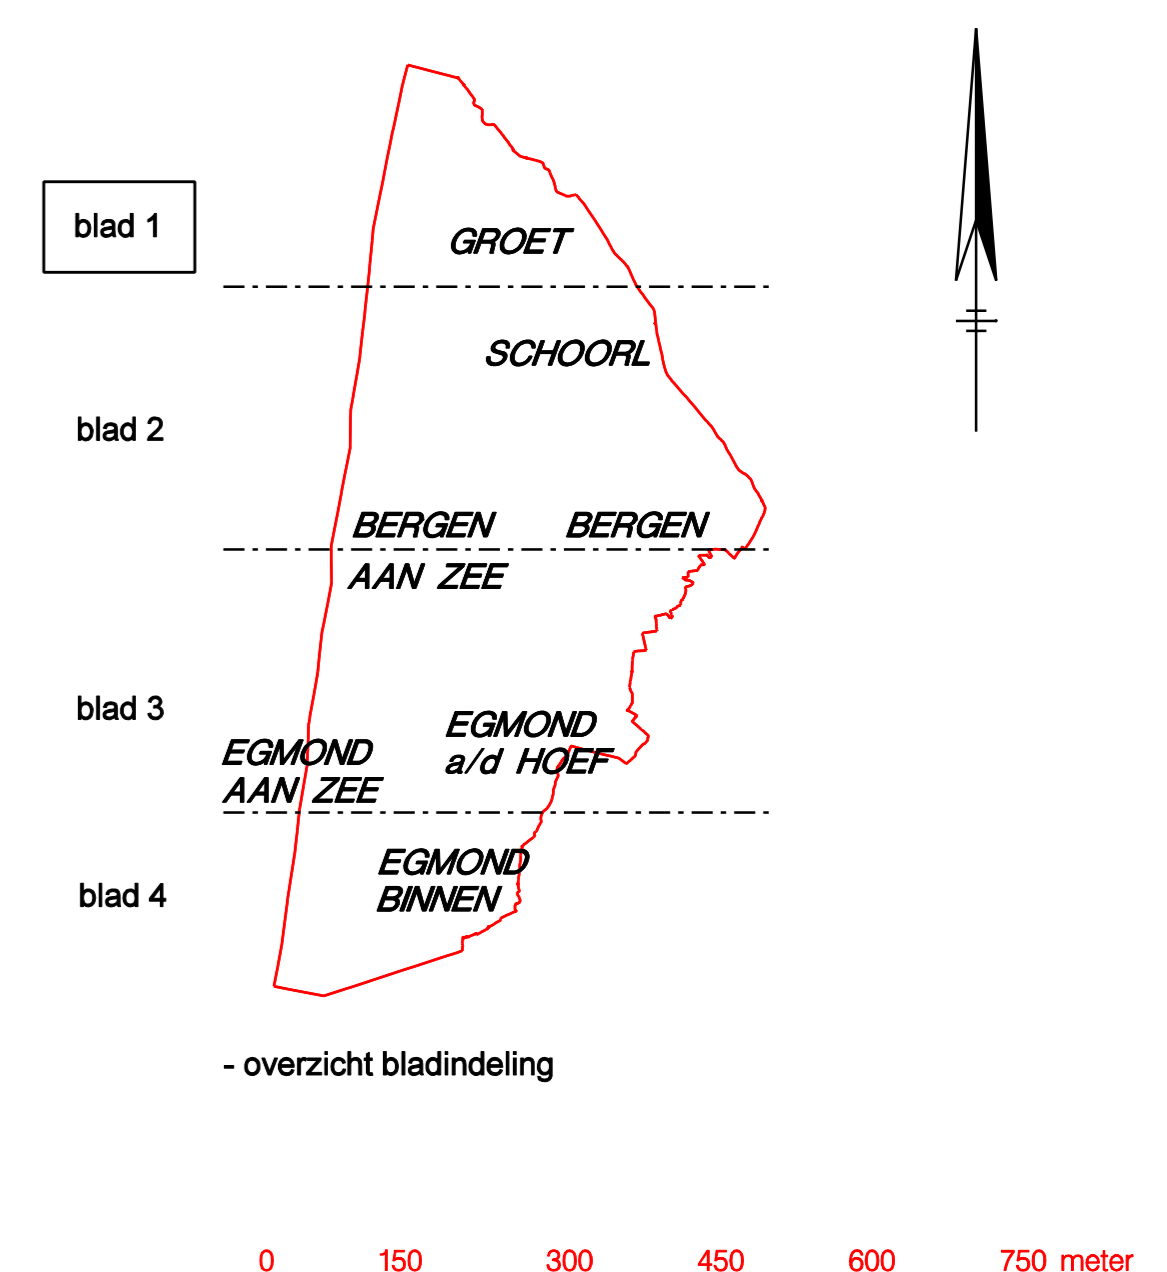 blad 1
GROET
SCHOORL
blad 2
BERGEN BERGEN
AAN ZEE
blad 3
EGMOND
a/d HOEF
EGMOND
AAN ZEE
EGMOND
BINNEN
blad 4
- overzicht bladindeling
0 150 300 450 600 750 meter